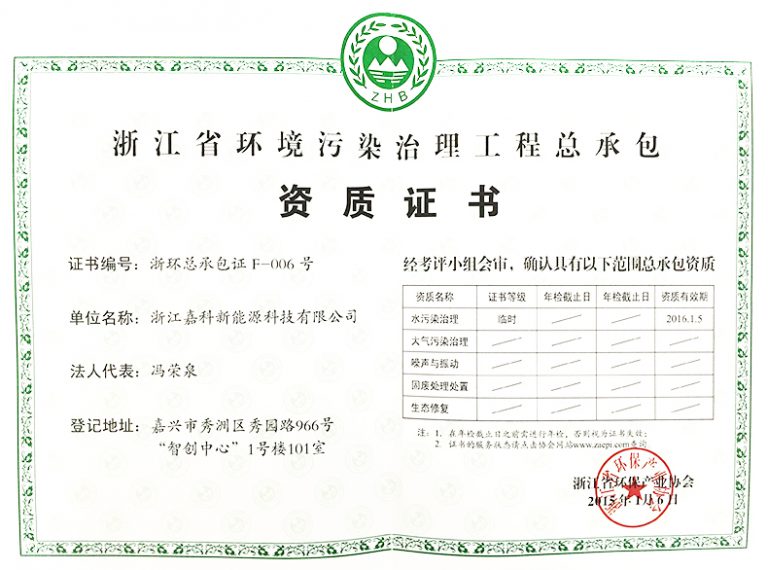 ZHB
浙江省环境污染治理工程总承包
资质证书
证书编号：浙环总承包证 F-006 号
单位名称：浙江嘉科新能源科技有限公司
法人代表：冯荣泉
登记地址：嘉兴市秀洲区秀园路966号
“智创中心”1号楼101室
经考评小组会审，确认具有以下范围总承包资质
资质名称 证书等级 年检截止日 年检截止日 资质有效期
水污染治理 临时 2016.1.5
大气污染治理
噪声与振动
固废处理处置
生态修复
注：1、在年检截止日之前需进行年检，否则视为证书失效；
2、证书的服务状态请点击协会网站www.zaepi.com查询
浙江省环保产业协会
2015年1月6日